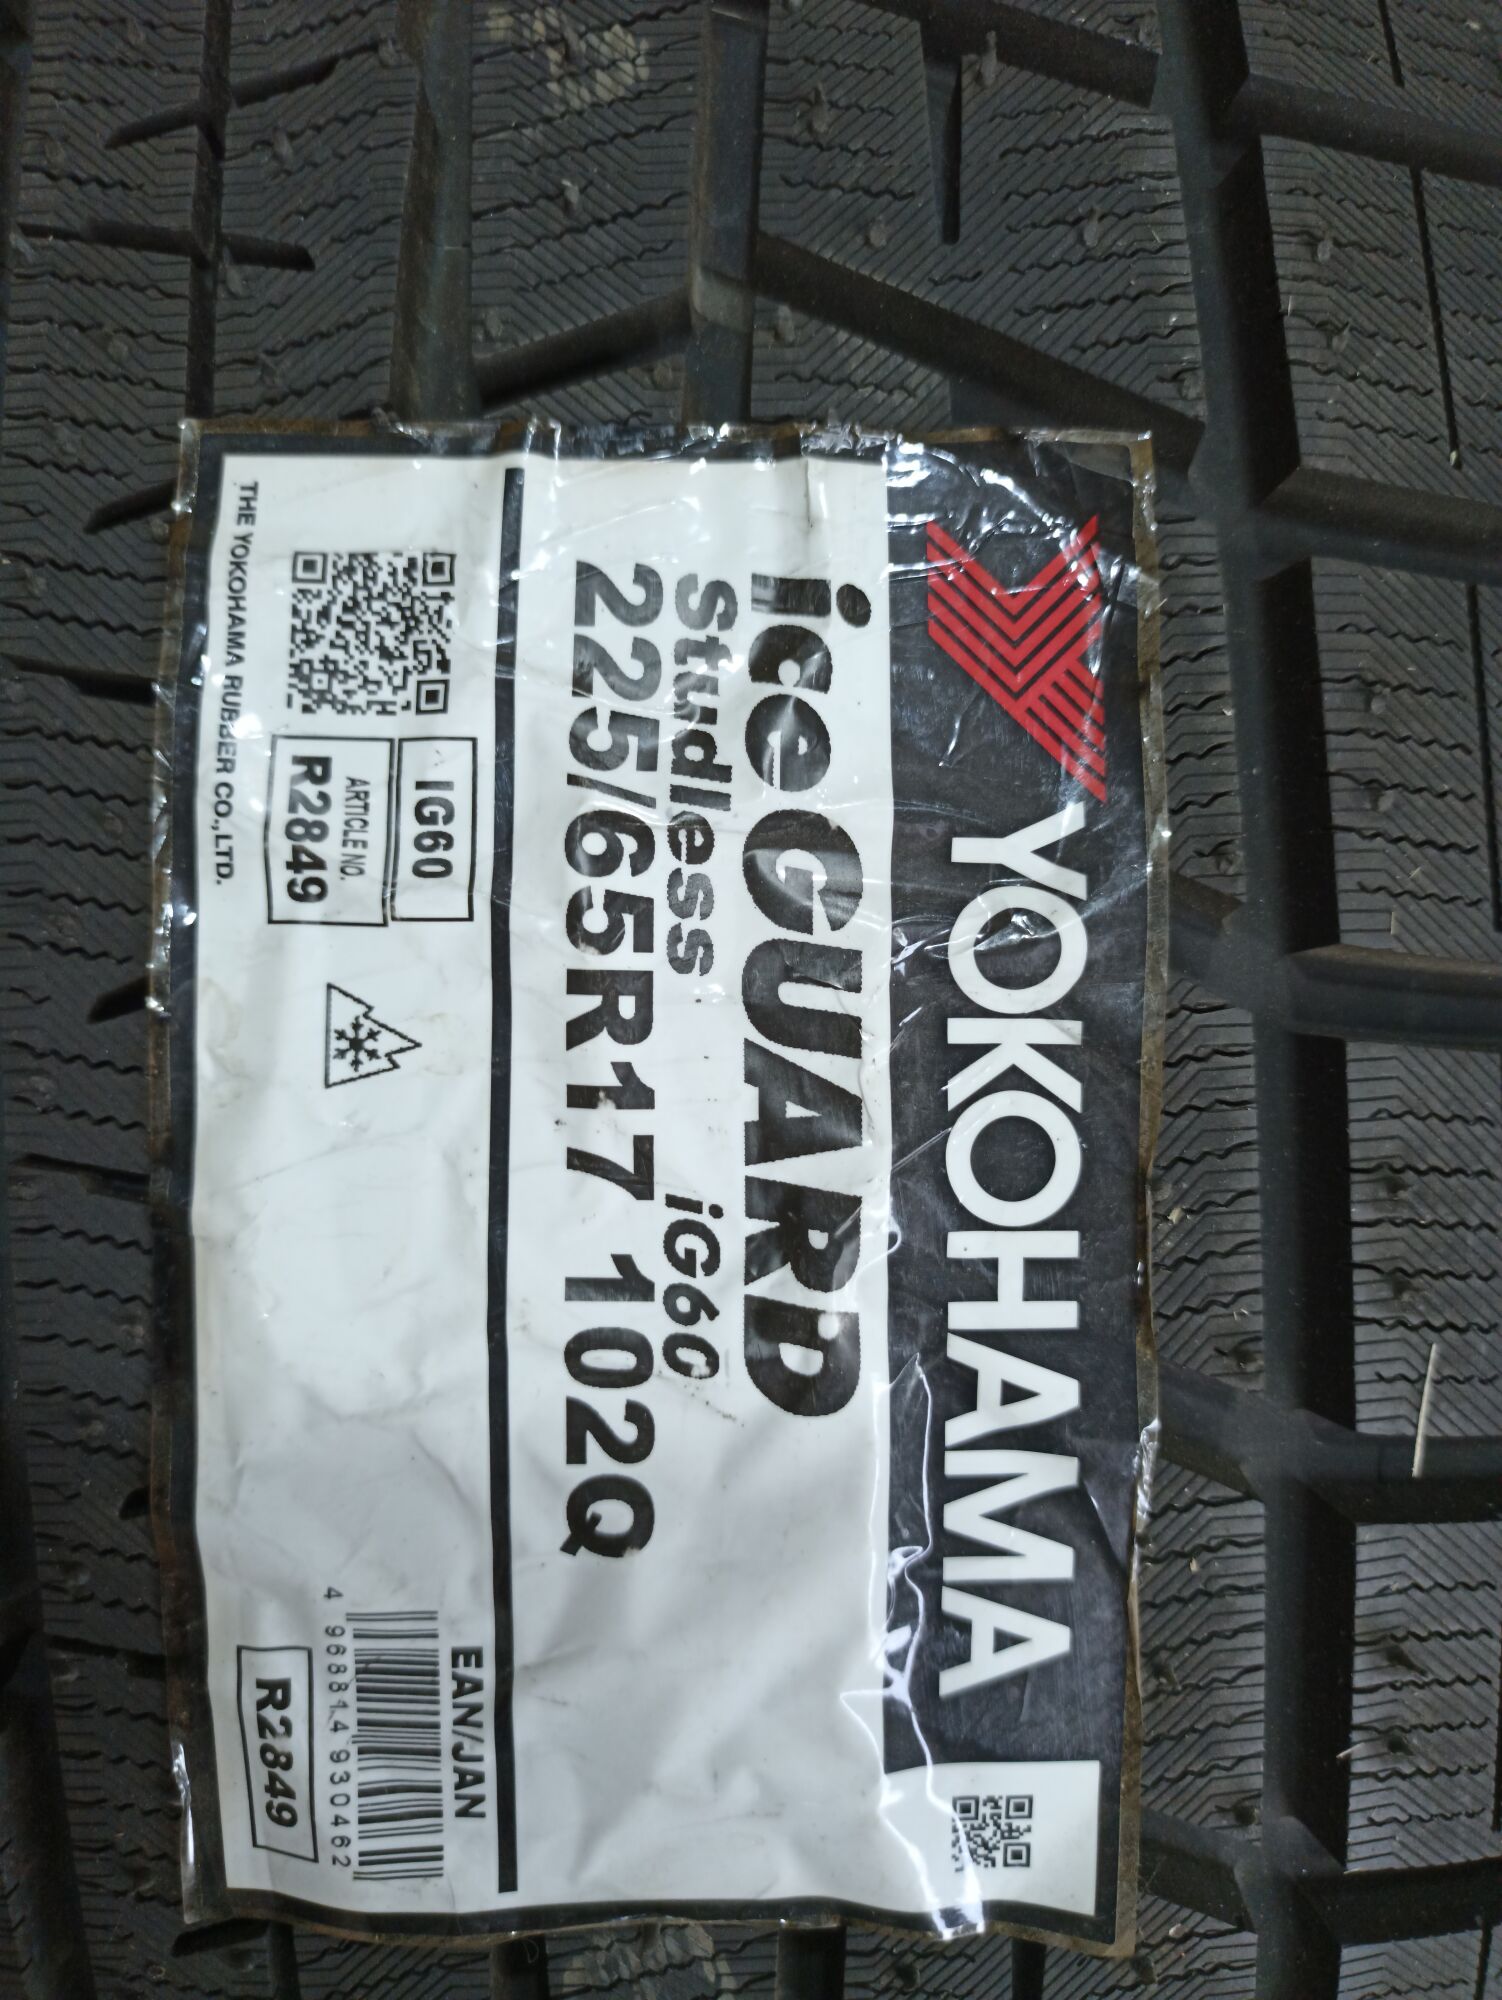 YOKOHAMA
iceGUARD
Studless iG60
225/65R17 102Q
IG60
ARTICLE NO.
R2849
EAN/JAN
4 968814 930462
R2849
THE YOKOHAMA RUBBER CO.,LTD.